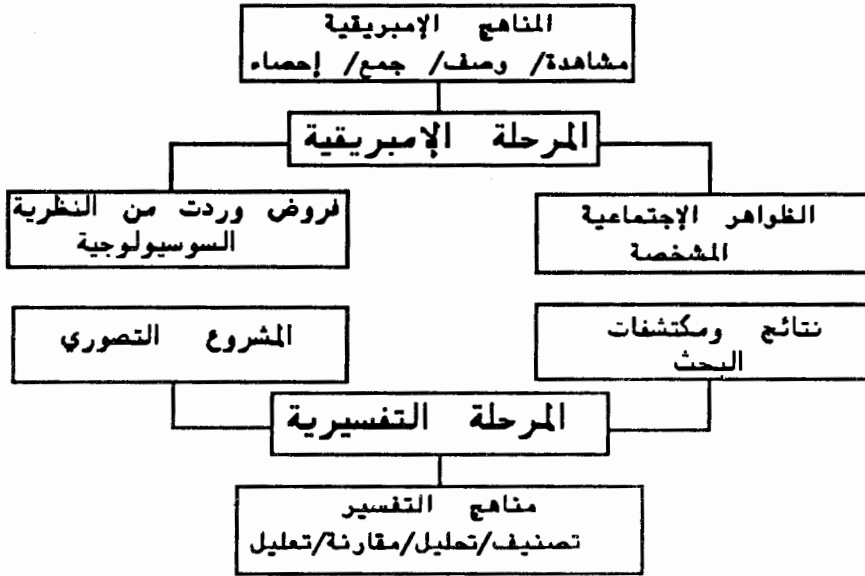 المناهج الإمبريقية
مشاهدة/ وصف/ جمع/ إحصاء
المرحلة الإمبريقية
الظواهر الإجتماعية
المشخصة
فروض وردت من النظرية
السوسيولوجية
نتائج ومكتشفات
البحث
المشروع التصوري
المرحلة التفسيرية
مناهج التفسير
تصنيف/تحليل/مقارنة/تعليل